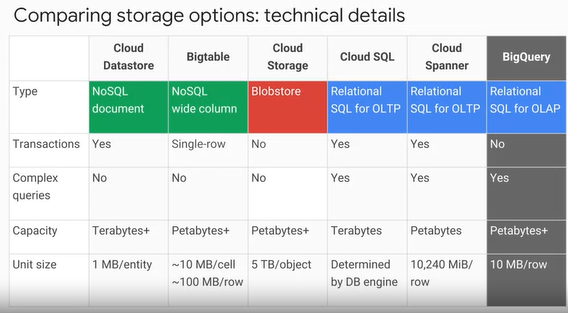 Comparing storage options: technical details
Cloud Datastore
Bigtable
Cloud Storage
Cloud SQL
Cloud Spanner
BigQuery
Type
NoSQL document
NoSQL wide column
Blobstore
Relational SQL for OLTP
Relational SQL for OLTP
Relational SQL for OLAP
Transactions
Yes
Single-row
No
Yes
Yes
No
Complex queries
No
No
No
Yes
Yes
Yes
Capacity
Terabytes+
Petabytes+
Petabytes+
Terabytes
Petabytes
Petabytes+
Unit size
1 MB/entity
~10 MB/cell
~100 MB/row
5 TB/object
Determined by DB engine
10,240 MiB/row
10 MB/row